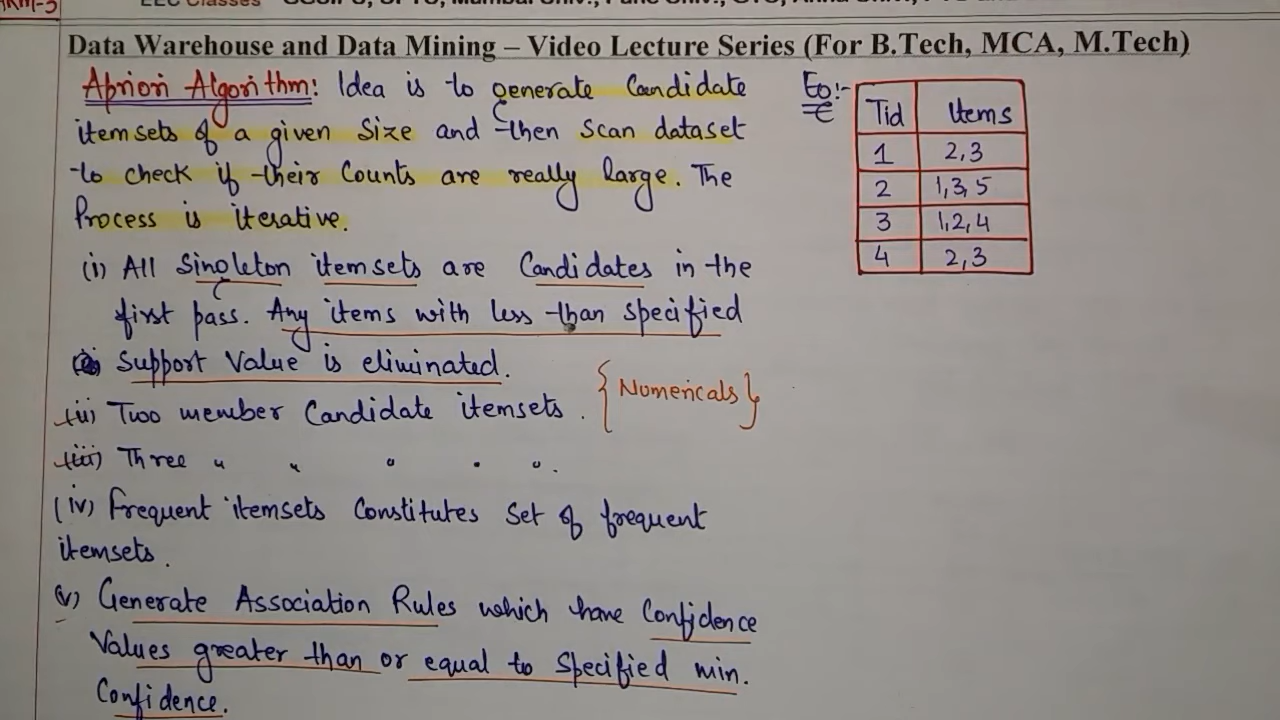 EEC Classes
Data Warehouse and Data Mining – Video Lecture Series (For B.Tech, MCA, M.Tech)
Apriori Algorithm: Idea is to generate Candidate
itemsets of a given size and then scan dataset
to check if their Counts are really large. The
Process is iterative.
(i) All Singleton itemsets are Candidates in the
first pass. Any items with less than specified
Support Value is eliminated.
(ii) Two member Candidate itemsets.
{Numericals}
(iii) Three " " " " ".
(iv) Frequent itemsets Constitutes Set of frequent
itemsets.
(v) Generate Association Rules which have Confidence
Values greater than or equal to specified min.
Confidence.
Eg:-
Tid Items
1 2,3
2 1,3,5
3 1,2,4
4 2,3